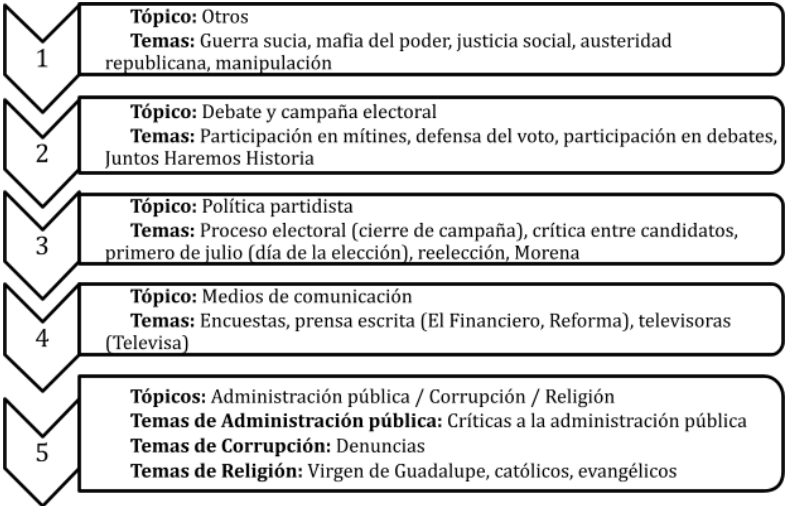 1
Tópico: Otros
Temas: Guerra sucia, mafia del poder, justicia social, austeridad
republicana, manipulación
2
Tópico: Debate y campaña electoral
Temas: Participación en mítines, defensa del voto, participación en debates,
Juntos Haremos Historia
3
Tópico: Política partidista
Temas: Proceso electoral (cierre de campaña), crítica entre candidatos,
primero de julio (día de la elección), reelección, Morena
4
Tópico: Medios de comunicación
Temas: Encuestas, prensa escrita (El Financiero, Reforma), televisoras
(Televisa)
5
Tópicos: Administración pública / Corrupción / Religión
Temas de Administración pública: Críticas a la administración pública
Temas de Corrupción: Denuncias
Temas de Religión: Virgen de Guadalupe, católicos, evangélicos